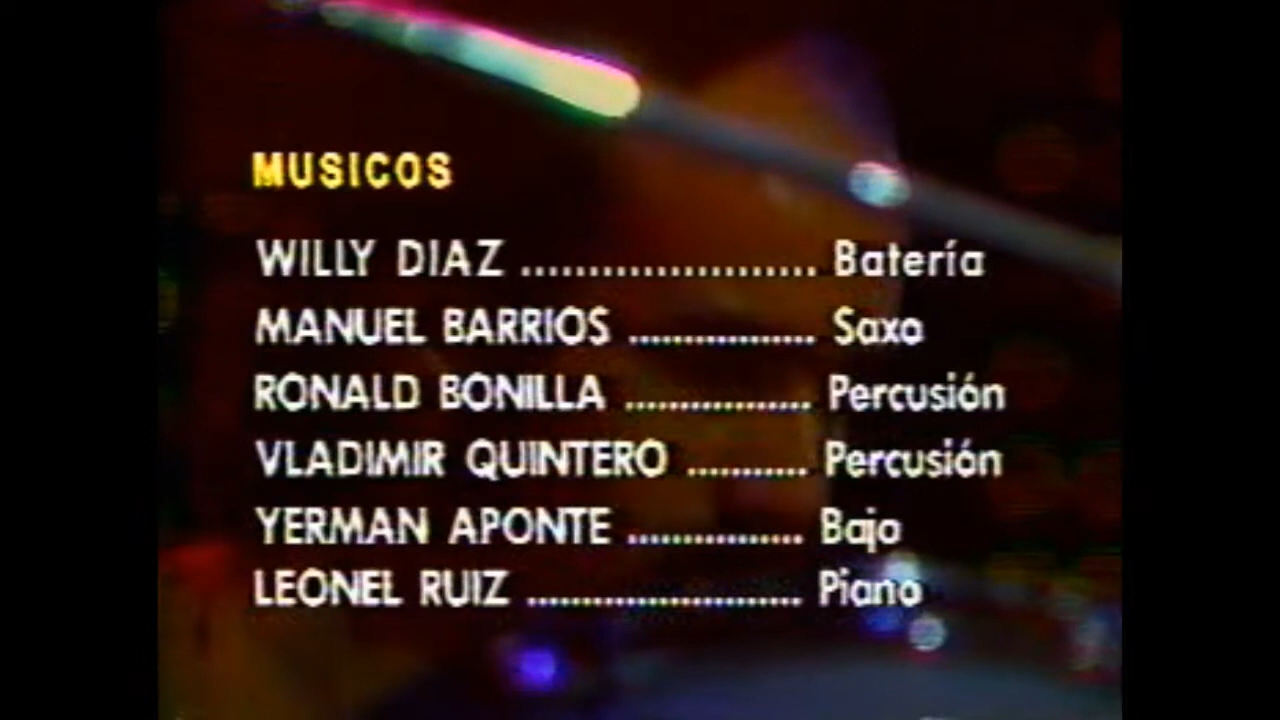 MUSICOS
WILLY DIAZ ...................... Batería
MANUEL BARRIOS ................. Saxo
RONALD BONILLA ................. Percusión
VLADIMIR QUINTERO ........... Percusión
YERMAN APONTE ................ Bajo
LEONEL RUIZ ......................... Piano